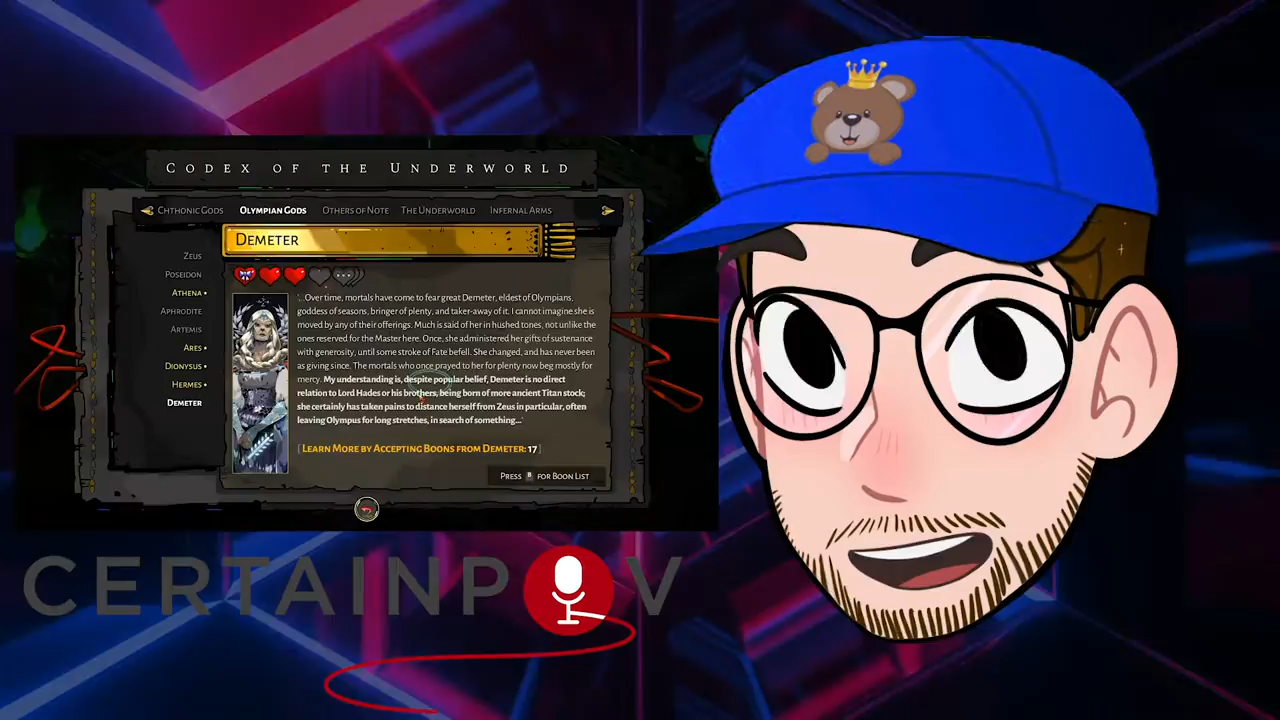 CODEX OF THE UNDERWORLD
CHTHONIC GODS OLYMPIAN GODS OTHERS OF NOTE THE UNDERWORLD INFERNAL ARMS
DEMETER
ZEUS
POSEIDON
ATHENA •
APHRODITE
ARTEMIS
ARES •
DIONYSUS •
HERMES •
DEMETER
'...Over time, mortals have come to fear great Demeter, eldest of Olympians,
goddess of seasons, bringer of plenty, and taker-away of it. I cannot imagine she is
moved by any of their offerings. Much is said of her in hushed tones, not unlike the
ones reserved for the Master here. Once, she administered her gifts of sustenance
with generosity, until some stroke of Fate befell. She changed, and has never been
as giving since. The mortals who once prayed to her for plenty now beg mostly for
mercy. My understanding is, despite popular belief, Demeter is no direct
relation to Lord Hades or his brothers, being born of more ancient Titan stock;
she certainly has taken pains to distance herself from Zeus in particular, often
leaving Olympus for long stretches, in search of something...'
[ LEARN MORE BY ACCEPTING BOONS FROM DEMETER: 17 ]
PRESS B FOR BOON LIST
CERTAINPOV